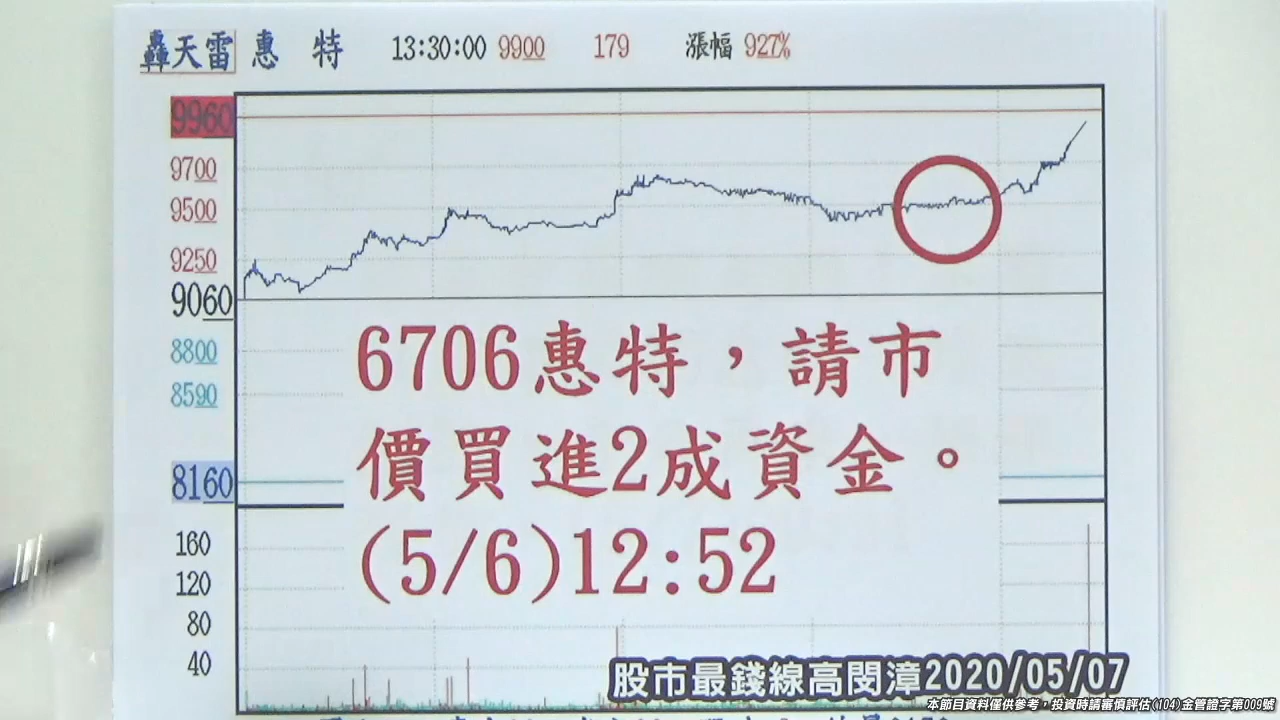 轟天雷 惠 特 13:30:00 9900 179 漲幅 927%
9960
9700
9500
9250
9060
8800
8590
8160
160
120
80
40
6706惠特，請市
價買進2成資金。
(5/6)12:52
股市最錢線高閔漳2020/05/07
本節目資料僅供參考，投資時請審慎評估(104)金管證字第009號